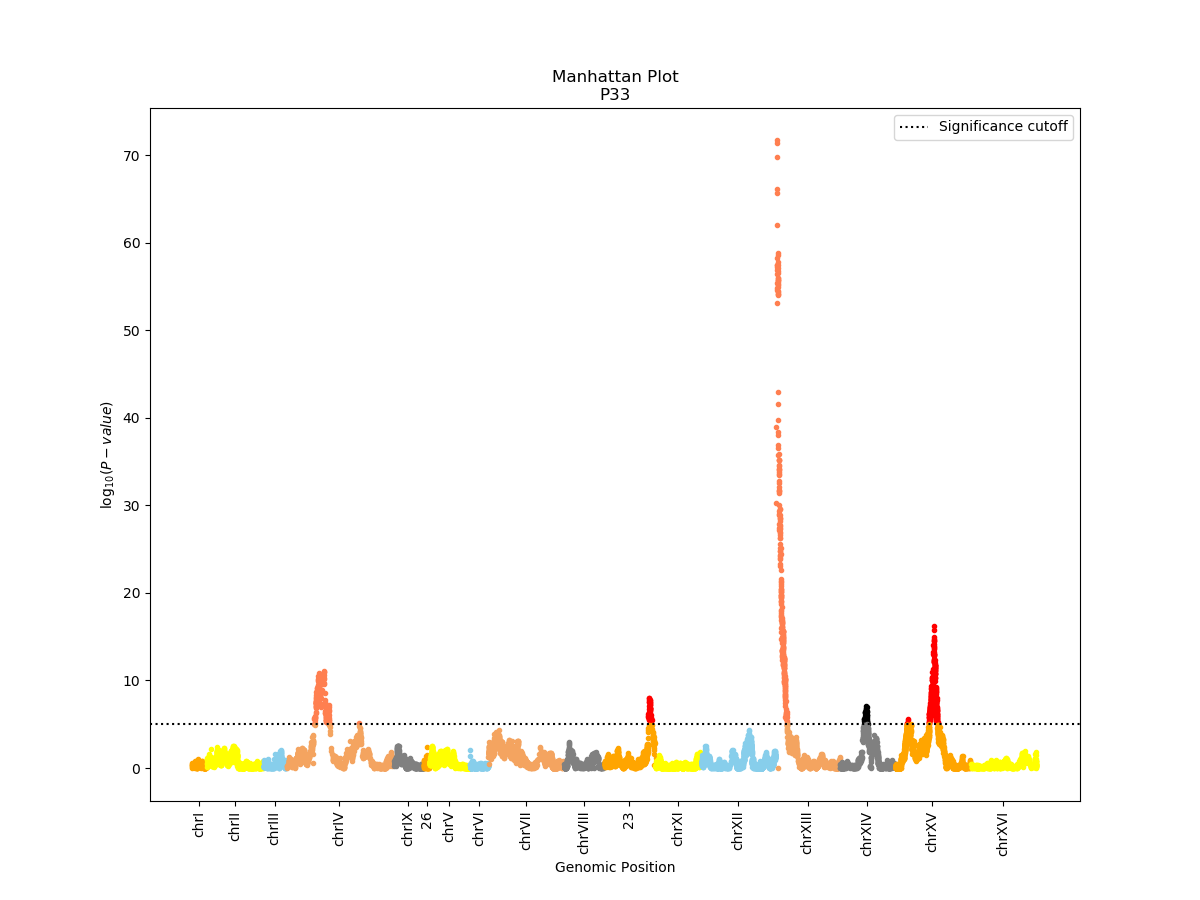 Manhattan Plot
P33
Significance cutoff
70
60
50
40
30
20
10
0
log10(P − value)
chrI
chrII
chrIII
chrIV
chrIX
26
chrV
chrVI
chrVII
chrVIII
23
chrXI
chrXII
chrXIII
chrXIV
chrXV
chrXVI
Genomic Position